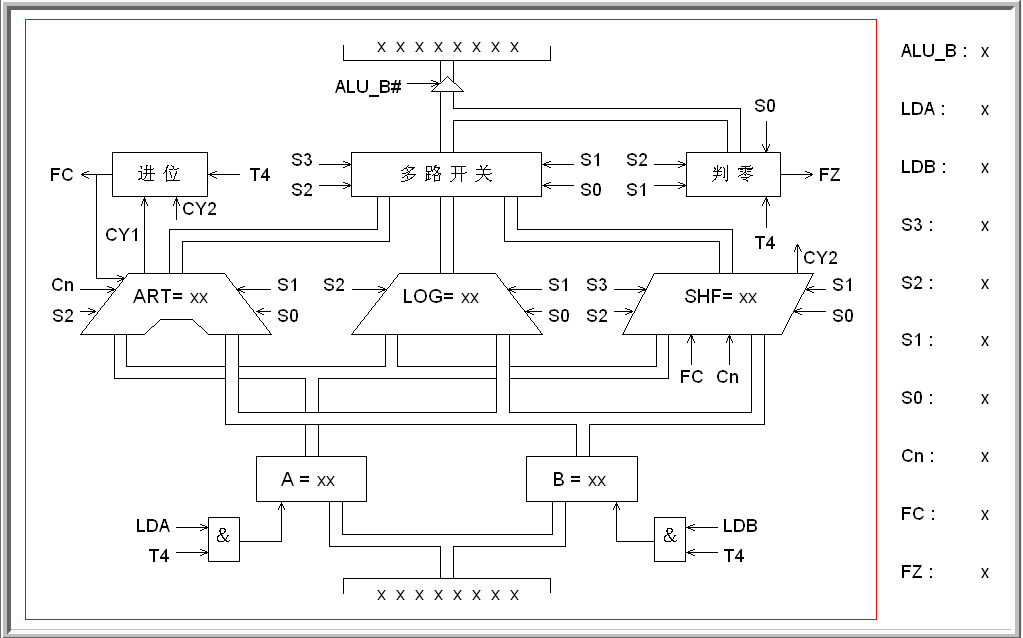 X X X X X X X X
ALU_B#
ALU_B : x
LDA : x
LDB : x
S3 : x
S2 : x
S1 : x
S0 : x
Cn : x
FC : x
FZ : x
S0
S3
S2
多路开关
S1
S0
S2
S1
判零
FZ
T4
FC
进位
T4
CY1
CY2
CY2
Cn
S2
ART= xx
S1
S0
S2
LOG= xx
S1
S0
S3
S2
SHF= xx
S1
S0
FC
Cn
A = xx
B = xx
LDA
T4
&
&
LDB
T4
X X X X X X X X